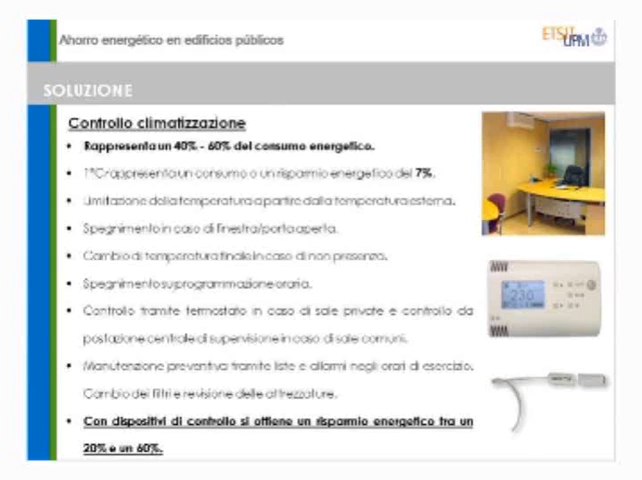 Ahorro energético en edificios públicos
ETSIT
UPM
SOLUZIONE
Controllo climatizzazione
• Rappresenta un 40% - 60% del consumo energetico.
• 1ºC rappresenta un consumo o un risparmio energetico del 7%.
• Limitazione della temperatura a partire dalla temperatura esterna.
• Spegnimento in caso di finestra/porta aperta.
• Cambio di temperatura finale in caso di non presenza.
• Spegnimento su programmazione oraria.
• Controllo tramite termostato in caso di sale private e controllo da
postazione centrale di supervisione in caso di sale comuni.
• Manutenzione preventiva tramite liste e allarmi negli orari di esercizio.
Cambio dei filtri e revisione delle attrezzature.
• Con dispositivi di controllo si ottiene un risparmio energetico tra un
20% e un 60%.